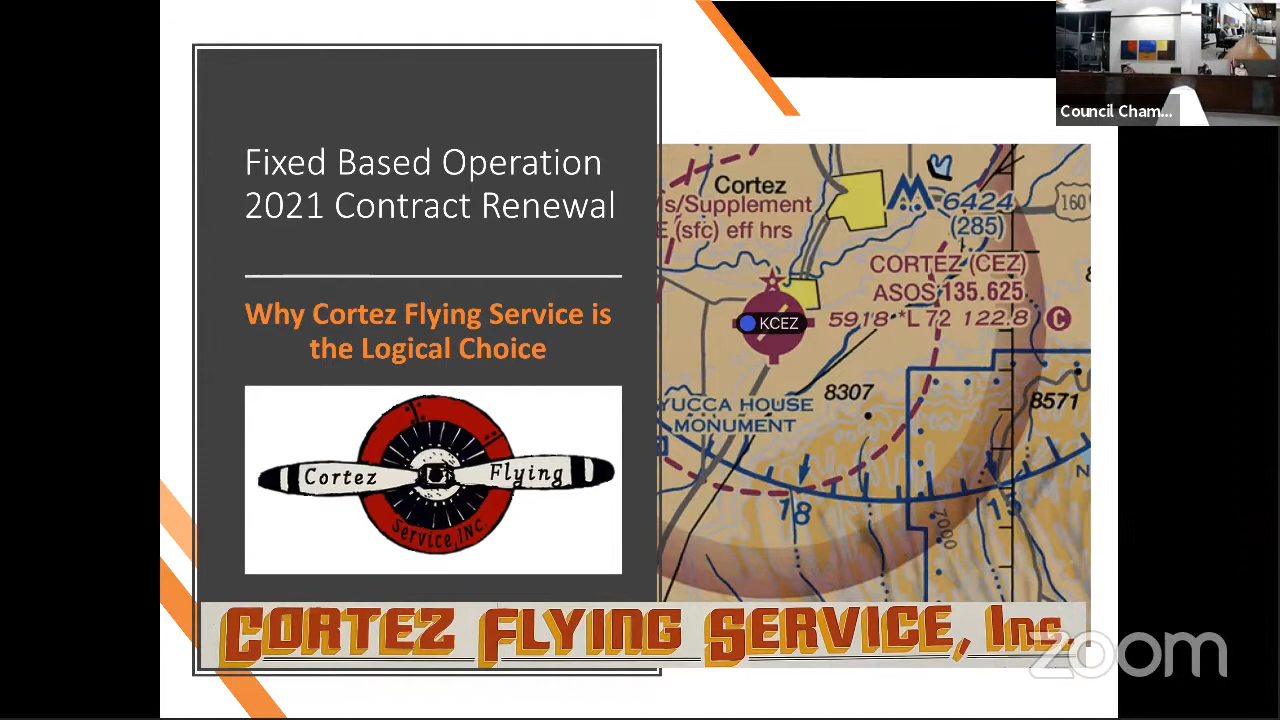 Fixed Based Operation
2021 Contract Renewal
Why Cortez Flying Service is
the Logical Choice
Cortez Flying
Service, INC.
CORTEZ FLYING SERVICE, INC.
Council Cham...
Cortez
s/Supplement
E (sfc) eff hrs
6424
(285)
160
CORTEZ (CEZ)
ASOS 135.625
5918 *L 72 122.8 C
KCEZ
YUCCA HOUSE
MONUMENT
8307
8571
18
15
7000
N
zoom